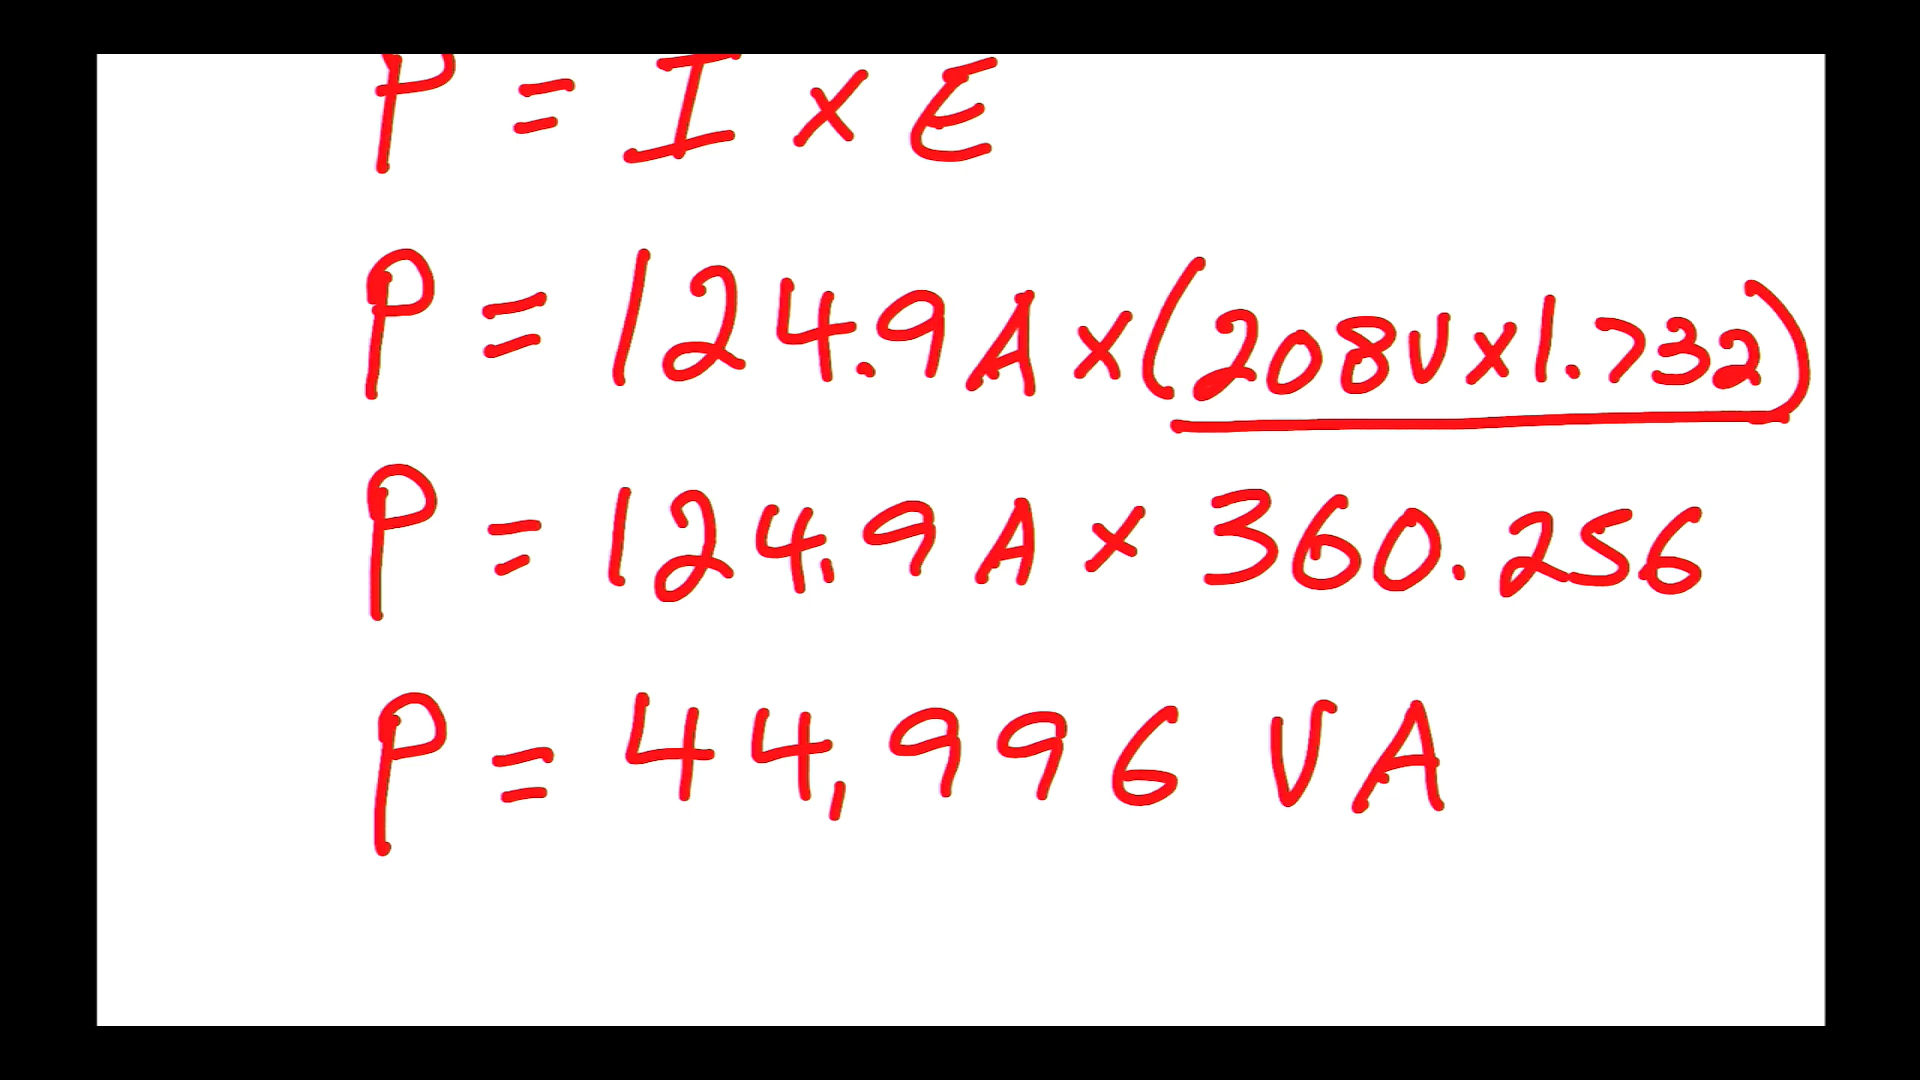 P = I x E
P = 124.9A x (208V x 1.732)
P = 124.9A x 360.256
P = 44,996 VA